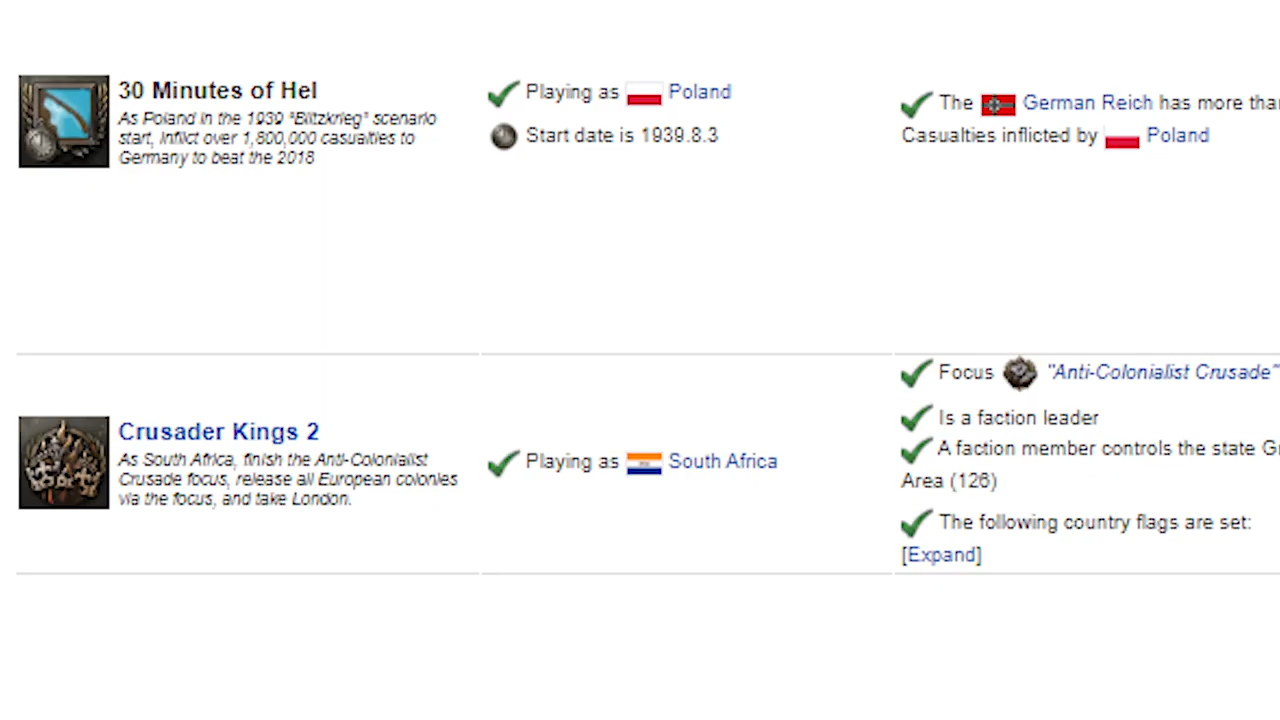 30 Minutes of Hel
As Poland in the 1939 "Blitzkrieg" scenario
start, inflict over 1,800,000 casualties to
Germany to beat the 2018
Playing as Poland
Start date is 1939.8.3
The German Reich has more than
Casualties inflicted by Poland
Crusader Kings 2
As South Africa, finish the Anti-Colonialist
Crusade focus, release all European colonies
via the focus, and take London.
Playing as South Africa
Focus "Anti-Colonialist Crusade"
Is a faction leader
A faction member controls the state
Area (126)
The following country flags are set:
[Expand]